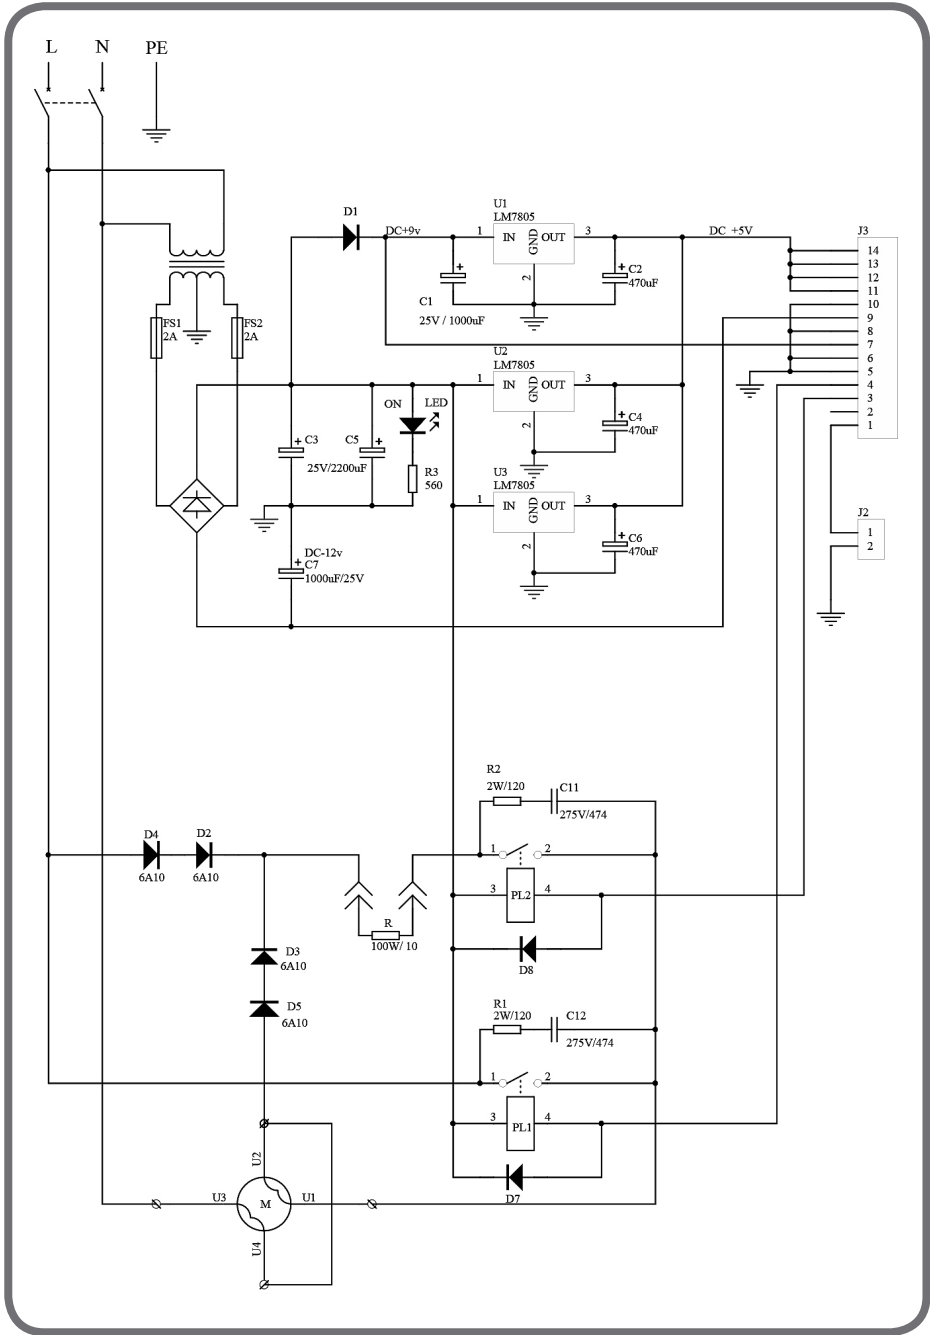 L N PE
D1
DC+9v
U1
LM7805
1 IN GND OUT 3
2
DC +5V
J3
14
13
12
11
10
9
8
7
6
5
4
3
2
1
C1
25V / 1000uF
C2
470uF
FS1
2A
FS2
2A
U2
LM7805
1 IN GND OUT 3
2
ON LED
C3
C5
25V/2200uF
R3
560
C4
470uF
U3
LM7805
1 IN GND OUT 3
2
C6
470uF
J2
1
2
DC-12v
C7
1000uF/25V
R2
2W/120
C11
275V/474
D4
6A10
D2
6A10
1 2
3 PL2 4
R
100W/ 10
D8
D3
6A10
D5
6A10
R1
2W/120
C12
275V/474
1 2
3 PL1 4
D7
U2
U3 M U1
U4